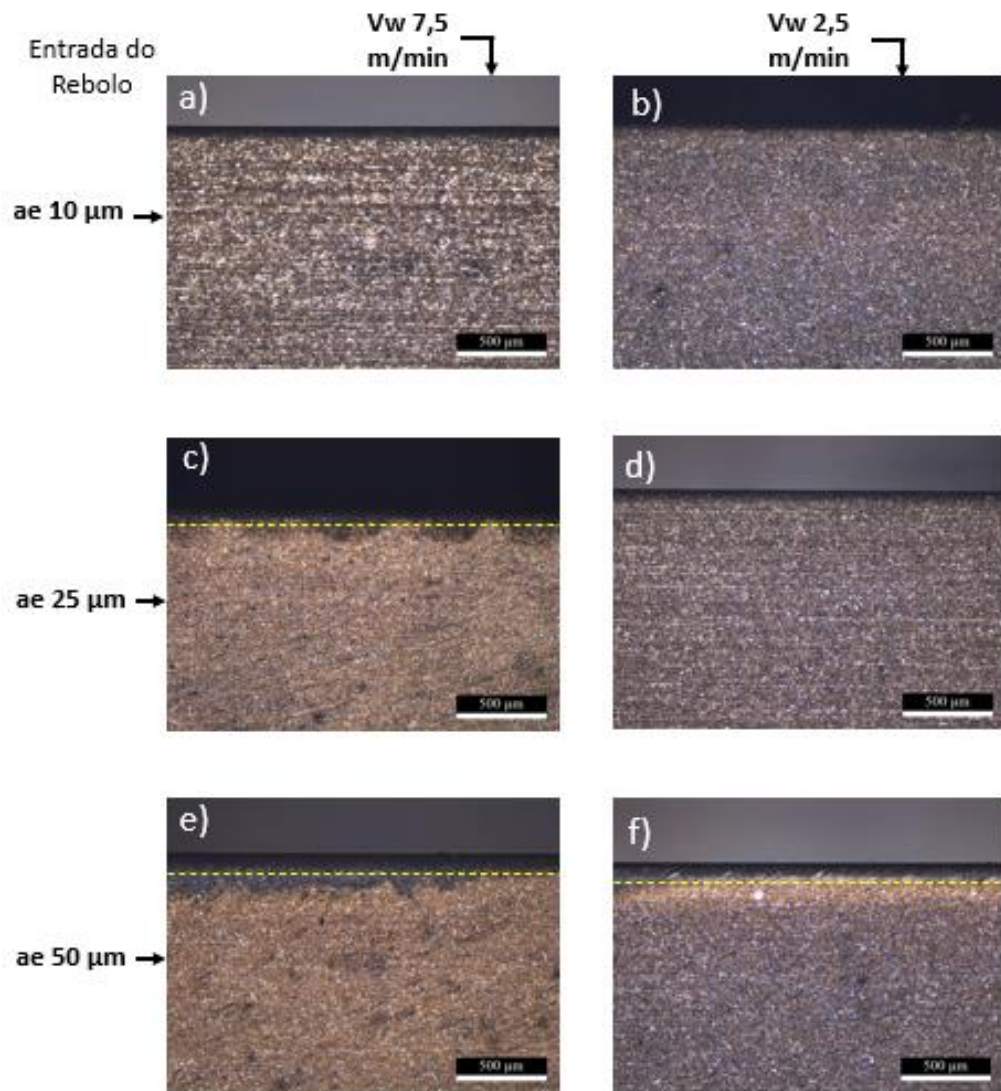 Entrada do
Rebolo
Vw 7,5
m/min
Vw 2,5
m/min
a)
b)
ae 10 µm
500 µm
500 µm
c)
d)
ae 25 µm
500 µm
500 µm
e)
f)
ae 50 µm
500 µm
500 µm